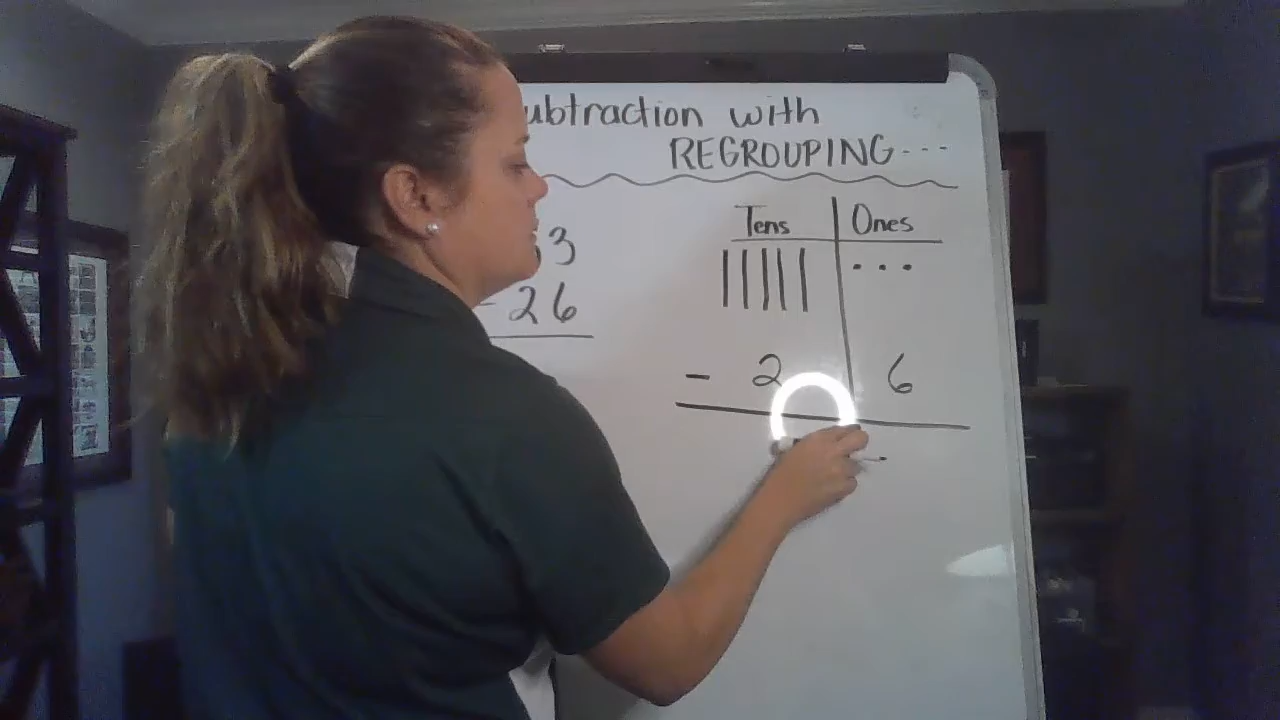 ubtraction with
REGROUPING...
Tens Ones
3
- 26
- 2 6